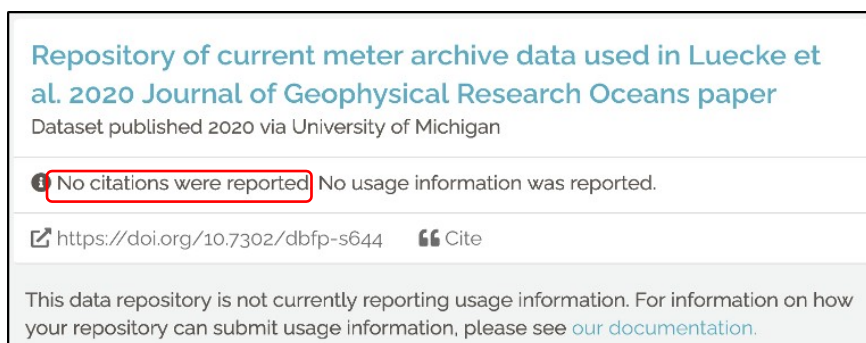 Repository of current meter archive data used in Luecke et
al. 2020 Journal of Geophysical Research Oceans paper
Dataset published 2020 via University of Michigan
No citations were reported. No usage information was reported.
https://doi.org/10.7302/dbfp-s644 Cite
This data repository is not currently reporting usage information. For information on how
your repository can submit usage information, please see our documentation.